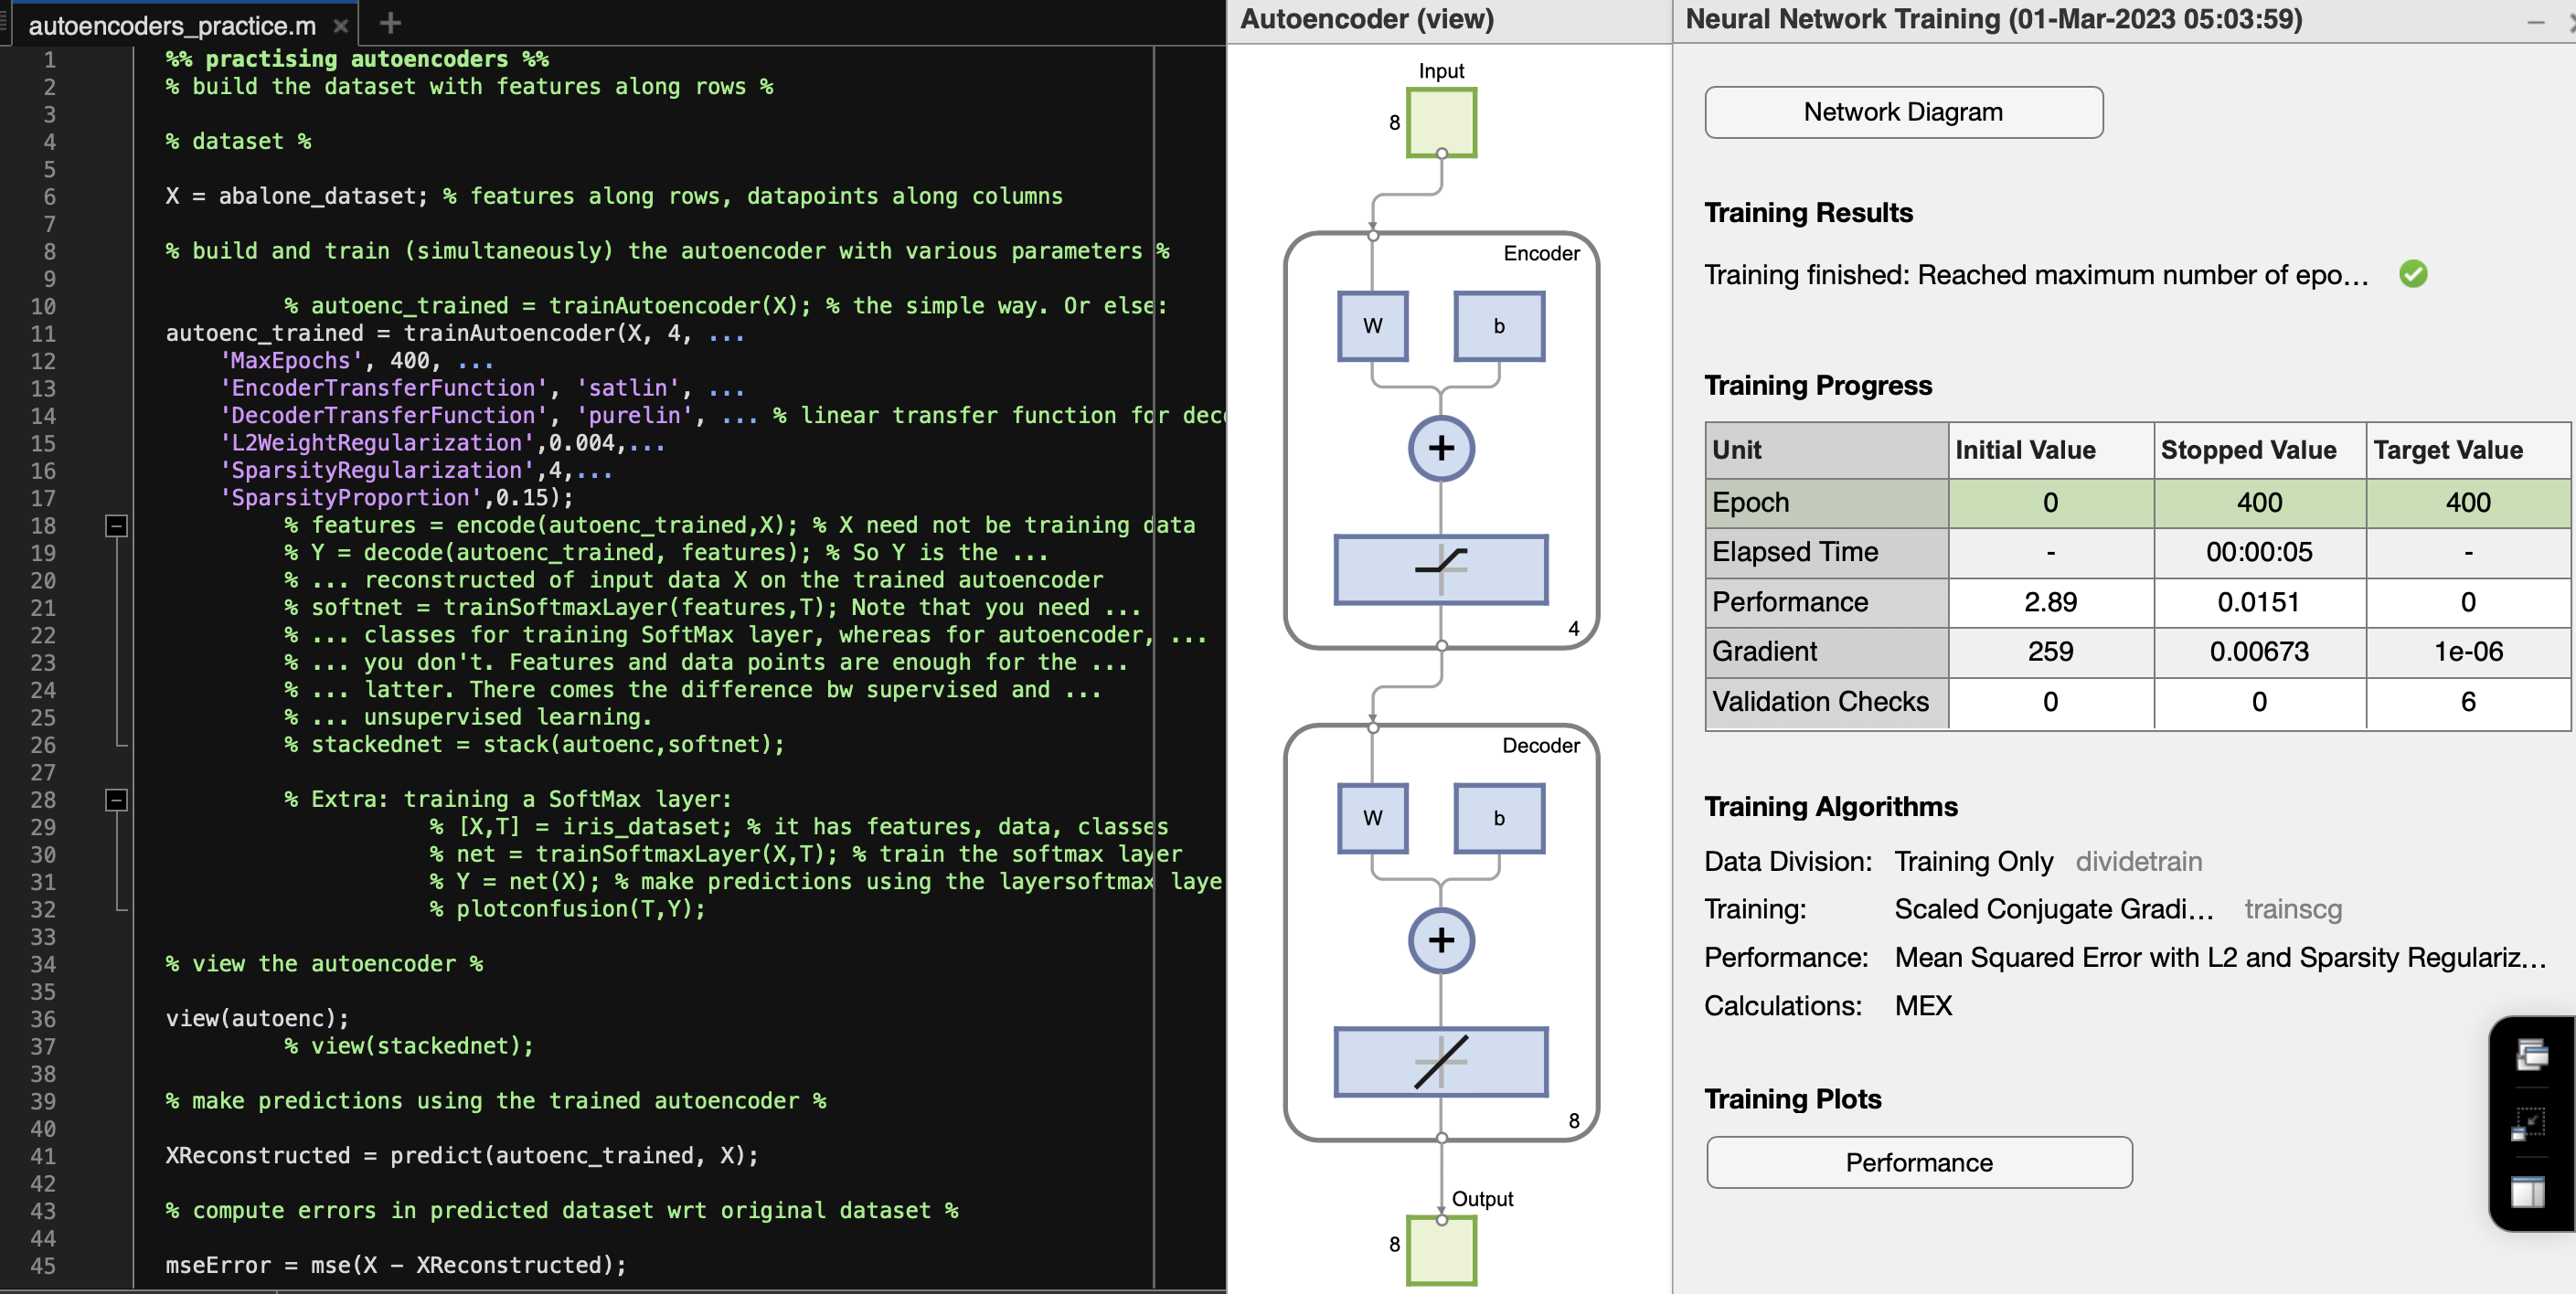 autoencoders_practice.m
1 %% practising autoencoders %%
2 % build the dataset with features along rows %
3
4 % dataset %
5
6 X = abalone_dataset; % features along rows, datapoints along columns
7
8 % build and train (simultaneously) the autoencoder with various parameters %
9
10 % autoenc_trained = trainAutoencoder(X); % the simple way. Or else:
11 autoenc_trained = trainAutoencoder(X, 4, ...
12 'MaxEpochs', 400, ...
13 'EncoderTransferFunction', 'satlin', ...
14 'DecoderTransferFunction', 'purelin', ... % linear transfer function for deco
15 'L2WeightRegularization',0.004,...
16 'SparsityRegularization',4,...
17 'SparsityProportion',0.15);
18 % features = encode(autoenc_trained,X); % X need not be training data
19 % Y = decode(autoenc_trained, features); % So Y is the ...
20 % ... reconstructed of input data X on the trained autoencoder
21 % softnet = trainSoftmaxLayer(features,T); Note that you need ...
22 % ... classes for training SoftMax layer, whereas for autoencoder, ...
23 % ... you don't. Features and data points are enough for the ...
24 % ... latter. There comes the difference bw supervised and ...
25 % ... unsupervised learning.
26 % stackednet = stack(autoenc,softnet);
27
28 % Extra: training a SoftMax layer:
29 % [X,T] = iris_dataset; % it has features, data, classes
30 % net = trainSoftmaxLayer(X,T); % train the softmax layer
31 % Y = net(X); % make predictions using the layersoftmax laye
32 % plotconfusion(T,Y);
33
34 % view the autoencoder %
35
36 view(autoenc);
37 % view(stackednet);
38
39 % make predictions using the trained autoencoder %
40
41 XReconstructed = predict(autoenc_trained, X);
42
43 % compute errors in predicted dataset wrt original dataset %
44
45 mseError = mse(X - XReconstructed);
Autoencoder (view)
Input
8
Encoder
W b
+
4
Decoder
W b
+
8
Output
8
Neural Network Training (01-Mar-2023 05:03:59)
Network Diagram
Training Results
Training finished: Reached maximum number of epo...
Training Progress
Unit Initial Value Stopped Value Target Value
Epoch 0 400 400
Elapsed Time - 00:00:05 -
Performance 2.89 0.0151 0
Gradient 259 0.00673 1e-06
Validation Checks 0 0 6
Training Algorithms
Data Division: Training Only dividetrain
Training: Scaled Conjugate Gradi... trainscg
Performance: Mean Squared Error with L2 and Sparsity Regulariz...
Calculations: MEX
Training Plots
Performance